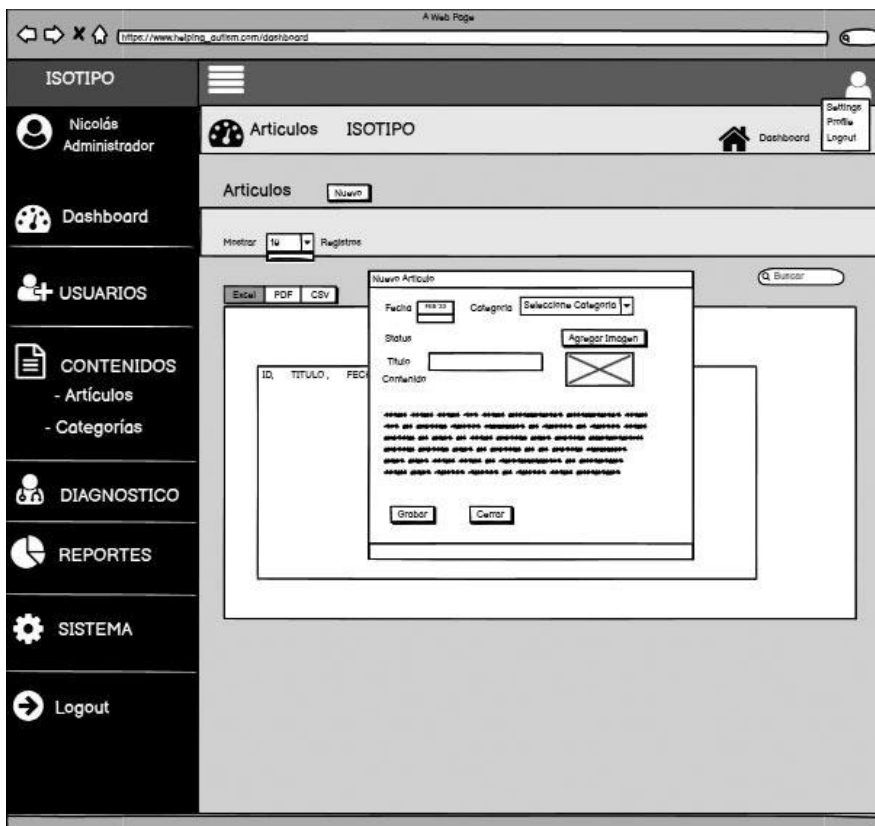 A Web Page
https://www.helping_autism.com/dashboard
ISOTIPO
Settings
Profile
Logout
Nicolás
Administrador
Articulos ISOTIPO
Dashboard
Articulos Nuevo
Dashboard
Mostrar 10 Registros
USUARIOS
Buscar
Excel PDF CSV
Nuevo Articulo
Fecha FEB 23 Categoria Seleccione Categoria
Status Agregar Imagen
Titulo
Contenido
ID, TITULO, FEC
CONTENIDOS
- Artículos
- Categorías
DIAGNOSTICO
Grabar Cerrar
REPORTES
SISTEMA
Logout